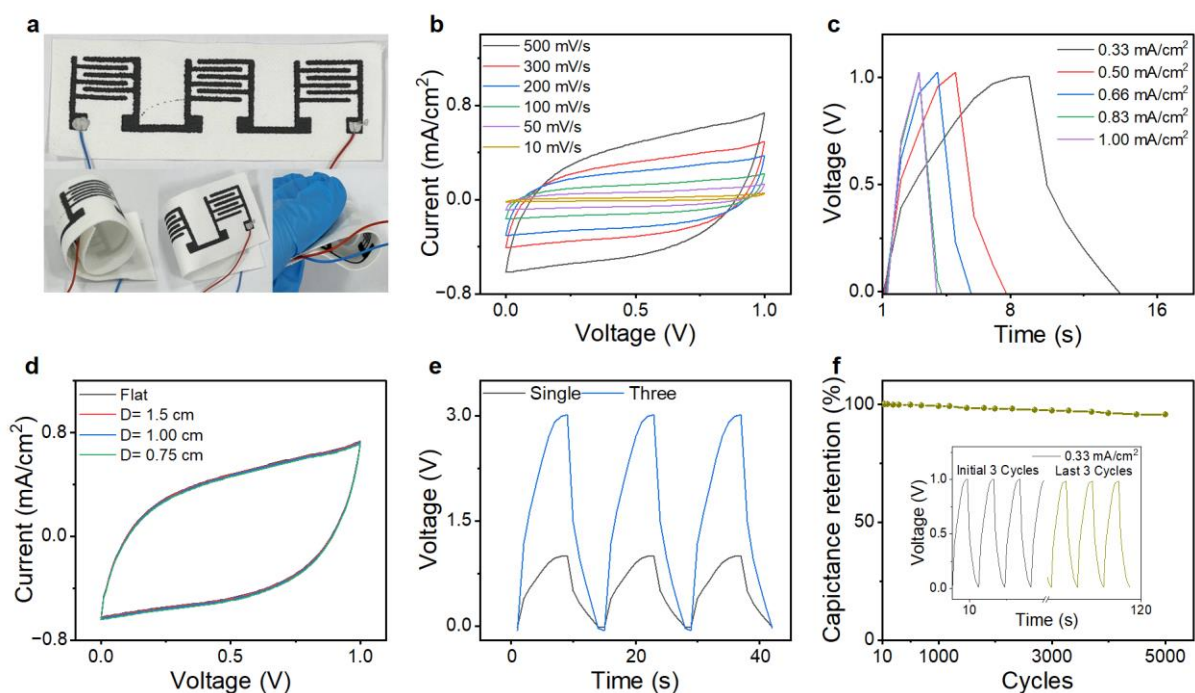 a
b
500 mV/s
300 mV/s
200 mV/s
100 mV/s
50 mV/s
10 mV/s
0.8
0.0
−0.8
Current (mA/cm²)
0.0
0.5
1.0
Voltage (V)
c
0.33 mA/cm²
0.50 mA/cm²
0.66 mA/cm²
0.83 mA/cm²
1.00 mA/cm²
1.0
0.5
0.0
Voltage (V)
1
8
16
Time (s)
d
Flat
D= 1.5 cm
D= 1.00 cm
D= 0.75 cm
0.8
0.0
−0.8
Current (mA/cm²)
0.0
0.5
1.0
Voltage (V)
e
Single
Three
3.0
1.5
0.0
Voltage (V)
0
20
40
Time (s)
f
100
50
0
Capictance retention (%)
0.33 mA/cm²
Initial 3 Cycles
Last 3 Cycles
1.0
0.5
0.0
Voltage (V)
10
120
Time (s)
10
1000
3000
5000
Cycles